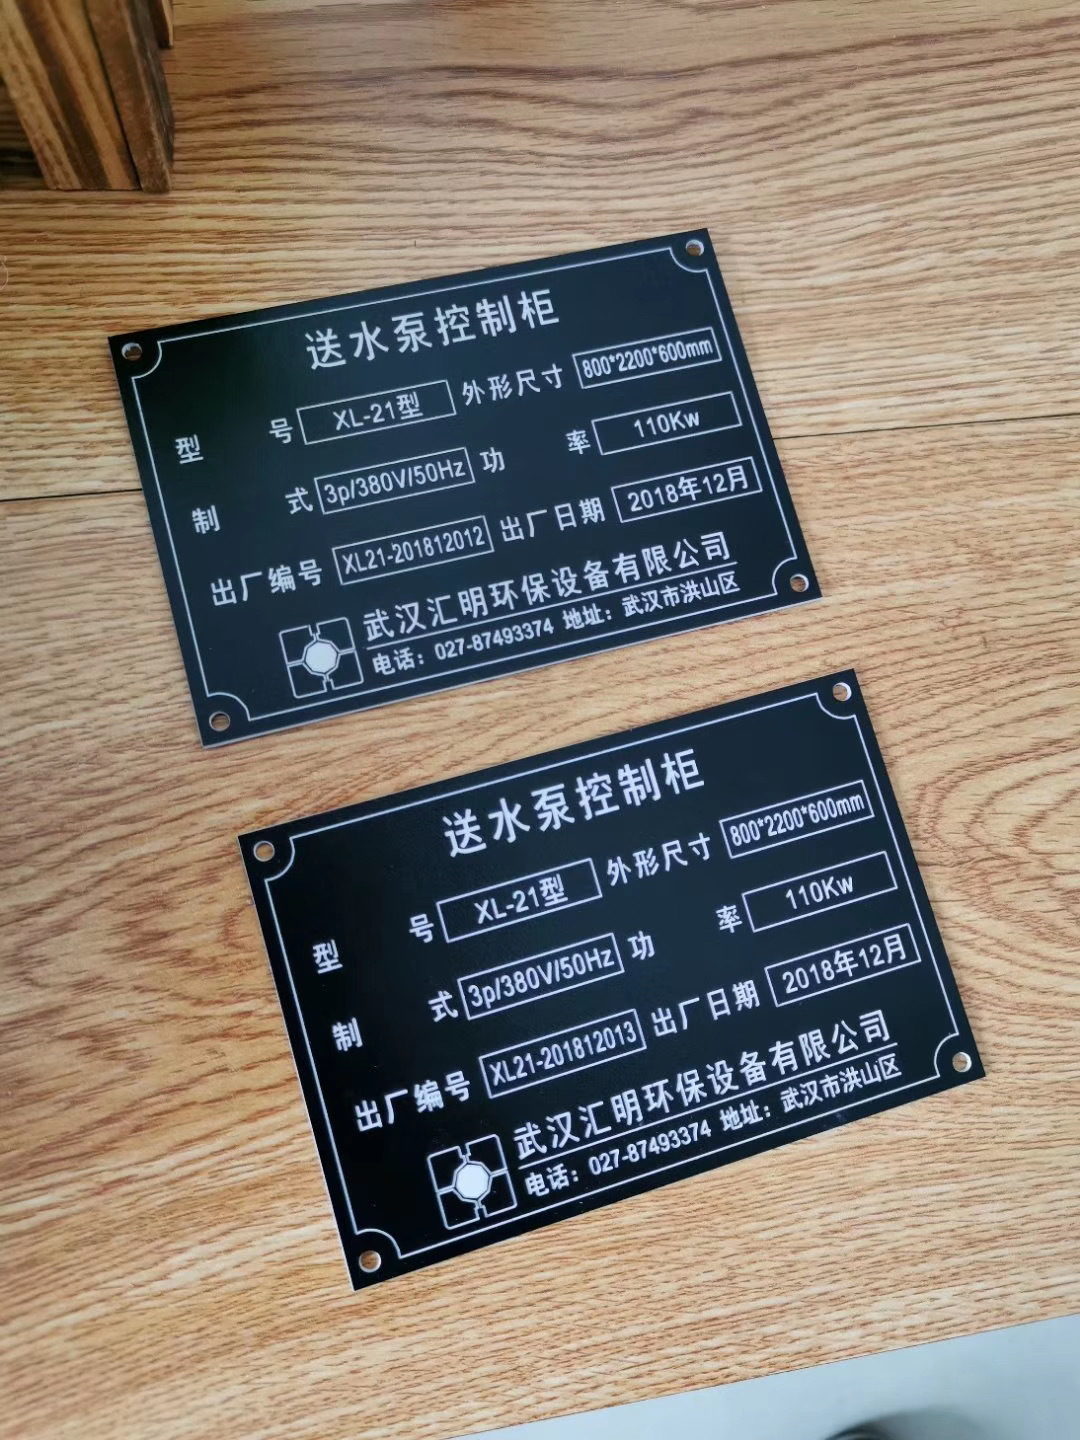 送水泵控制柜
型号 XL-21型 外形尺寸 800*2200*600mm
制式 3p/380V/50Hz 功率 110Kw
出厂编号 XL21-201812012 出厂日期 2018年12月
武汉汇明环保设备有限公司
电话：027-87493374 地址：武汉市洪山区
送水泵控制柜
型号 XL-21型 外形尺寸 800*2200*600mm
制式 3p/380V/50Hz 功率 110Kw
出厂编号 XL21-201812013 出厂日期 2018年12月
武汉汇明环保设备有限公司
电话：027-87493374 地址：武汉市洪山区